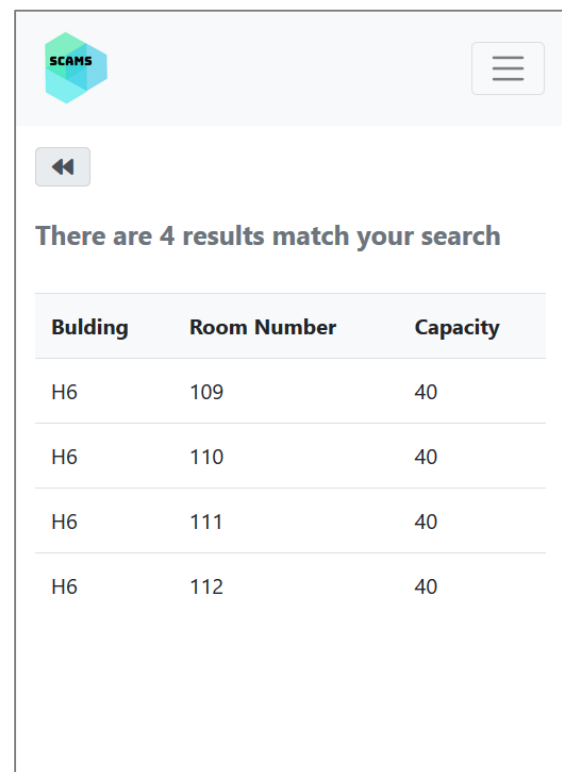 SCAMS
There are 4 results match your search
Bulding Room Number Capacity
H6 109 40
H6 110 40
H6 111 40
H6 112 40